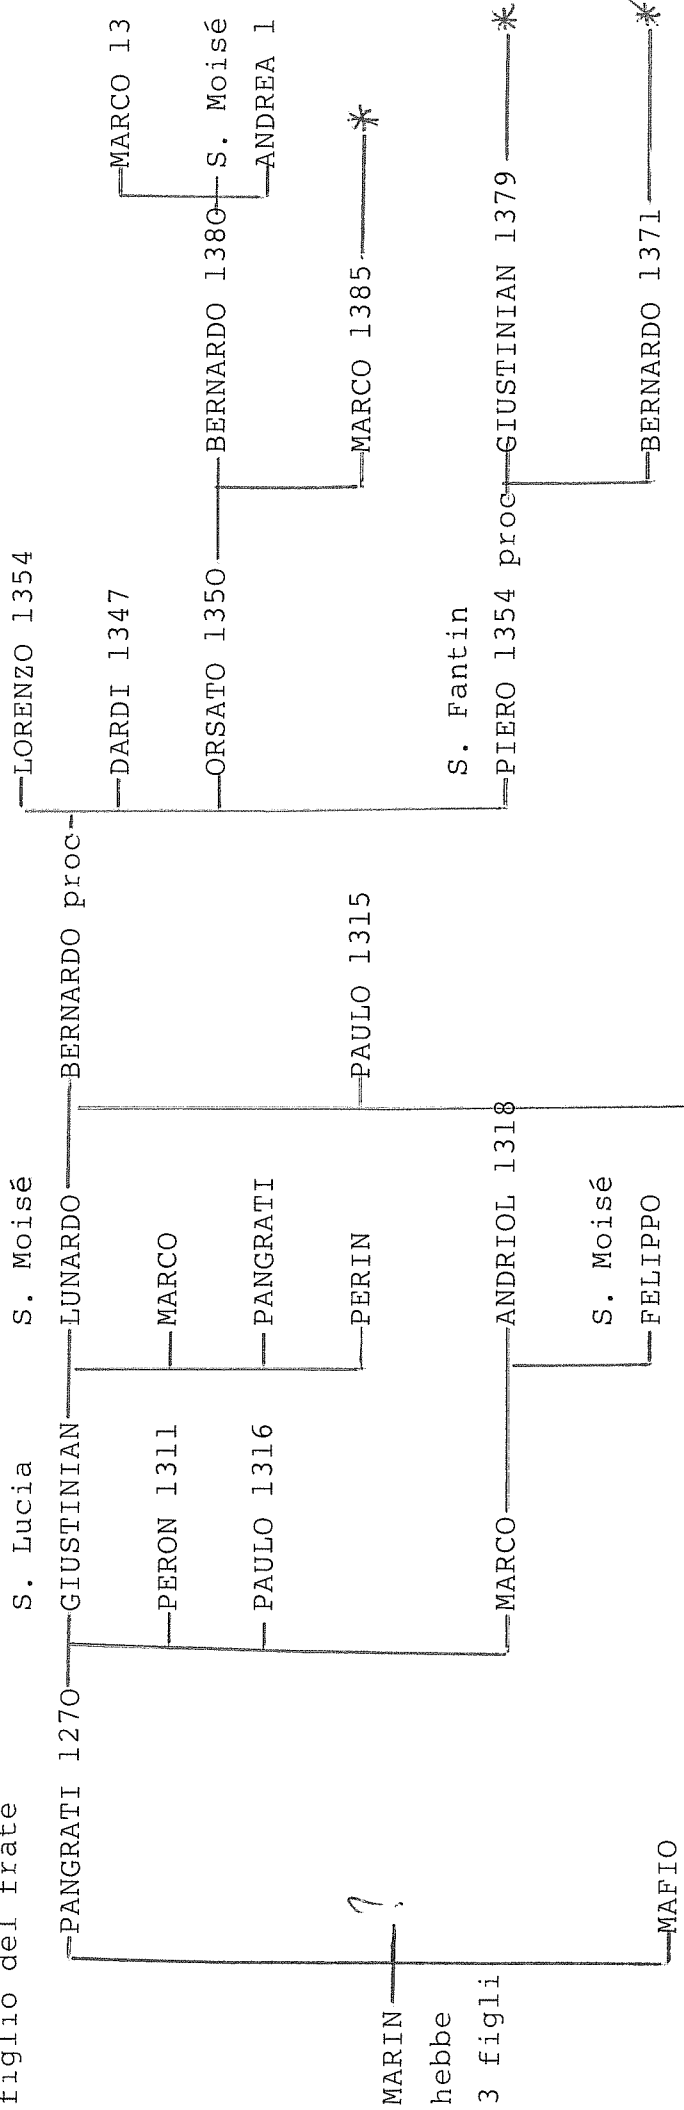 figlio del frate
S. Lucia S. Moisé LORENZO 1354
PANGRATI 1270 GIUSTINIAN LUNARDO BERNARDO proc
DARDI 1347 MARCO 13
PERON 1311 MARCO
ORSATO 1350 BERNARDO 1380 S. Moisé
PAULO 1316 PANGRATI ANDREA 1
PERIN PAULO 1315 MARCO 1385 *
MARIN ?
hebbe
S. Fantin
3 figli
MARCO ANDRIOL 1318 PIERO 1354 proc GIUSTINIAN 1379 *
S. Moisé
FELIPPO BERNARDO 1371 *
MAFIO